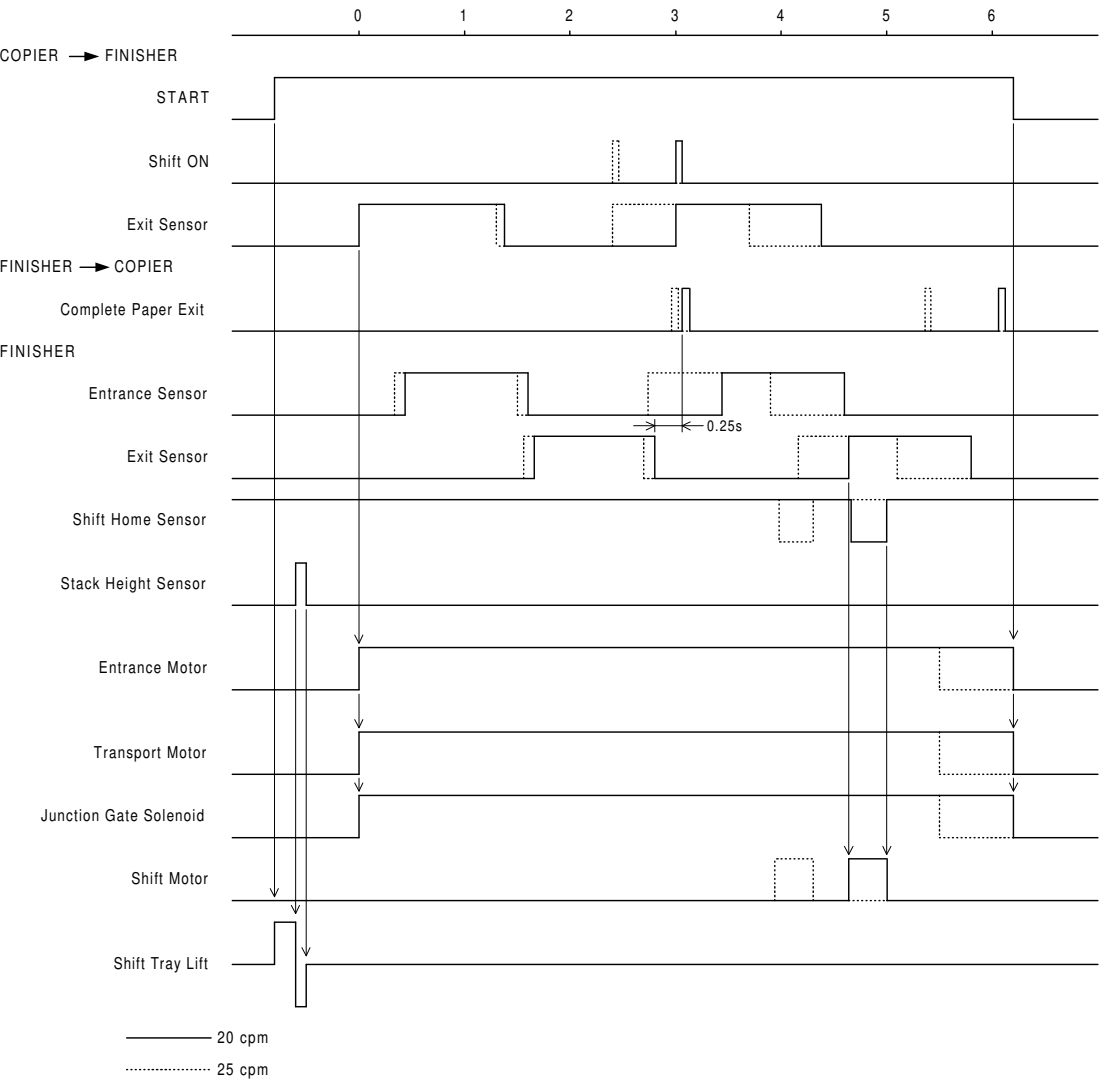 0 1 2 3 4 5 6
COPIER → FINISHER
START
Shift ON
Exit Sensor
FINISHER → COPIER
Complete Paper Exit
FINISHER
Entrance Sensor
0.25s
Exit Sensor
Shift Home Sensor
Stack Height Sensor
Entrance Motor
Transport Motor
Junction Gate Solenoid
Shift Motor
Shift Tray Lift
20 cpm
25 cpm